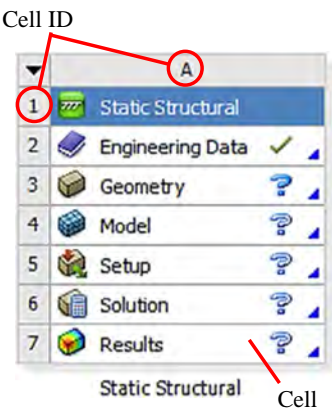 Cell ID
A
1 Static Structural
2 Engineering Data
3 Geometry
4 Model
5 Setup
6 Solution
7 Results
Static Structural
Cell